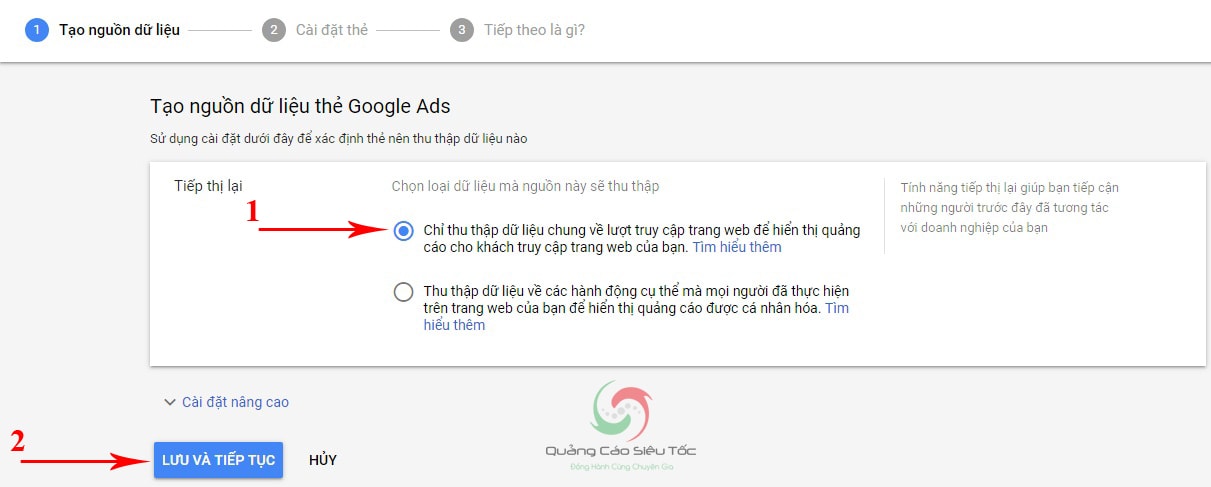 1 Tạo nguồn dữ liệu 2 Cài đặt thẻ 3 Tiếp theo là gì?
Tạo nguồn dữ liệu thẻ Google Ads
Sử dụng cài đặt dưới đây để xác định thẻ nên thu thập dữ liệu nào
Tiếp thị lại
Chọn loại dữ liệu mà nguồn này sẽ thu thập
1
Chỉ thu thập dữ liệu chung về lượt truy cập trang web để hiển thị quảng
cáo cho khách truy cập trang web của bạn. Tìm hiểu thêm
Thu thập dữ liệu về các hành động cụ thể mà mọi người đã thực hiện
trên trang web của bạn để hiển thị quảng cáo được cá nhân hóa. Tìm
hiểu thêm
Tính năng tiếp thị lại giúp bạn tiếp cận
những người trước đây đã tương tác
với doanh nghiệp của bạn
Cài đặt nâng cao
2
LƯU VÀ TIẾP TỤC HỦY
Quảng Cáo Siêu Tốc
Đồng Hành Cùng Chuyên Gia